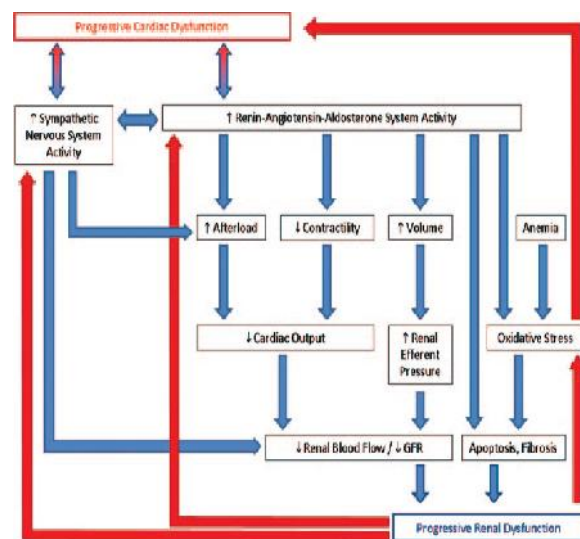 Progressive Cardiac Dysfunction
↑ Sympathetic
Nervous System
Activity
↑ Renin-Angiotensin-Aldosterone System Activity
↑ Afterload
↓ Contractility
↑ Volume
Anemia
↓ Cardiac Output
↑ Renal
Efferent
Pressure
Oxidative Stress
↓ Renal Blood Flow / ↓ GFR
Apoptosis, Fibrosis
Progressive Renal Dysfunction